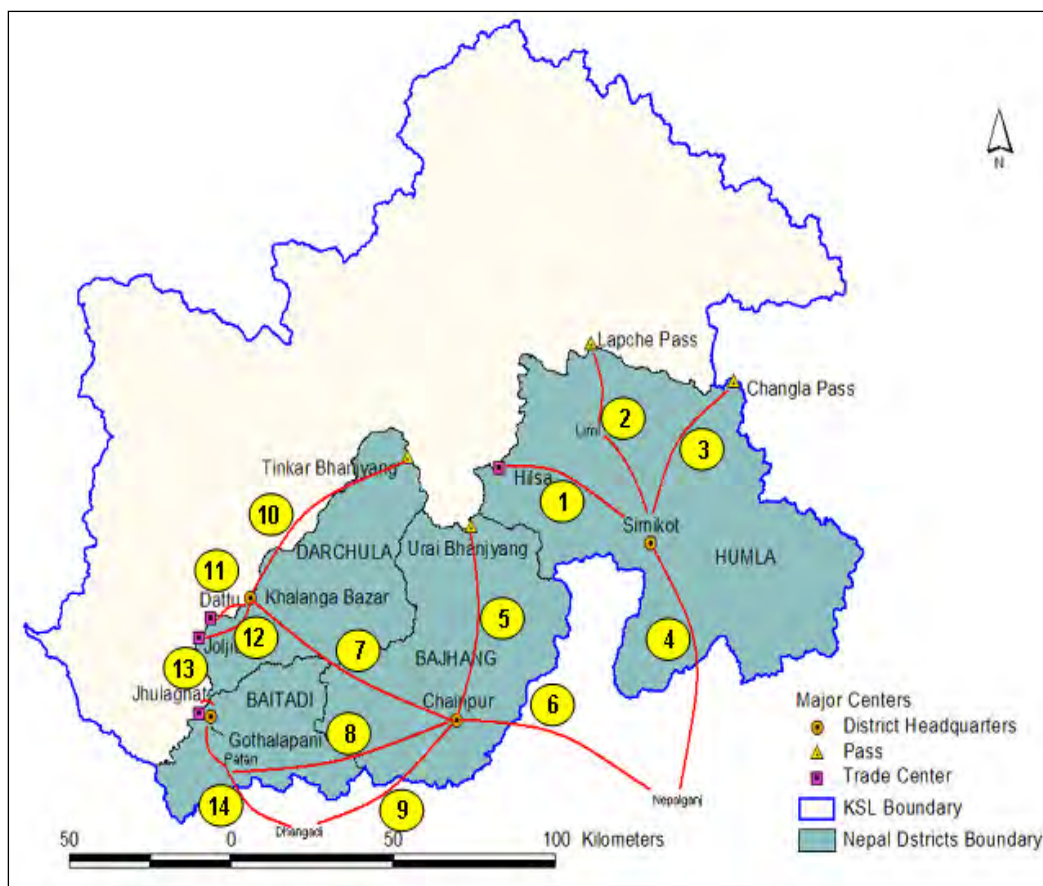 N
Lapche Pass
Changla Pass
2
Limi
3
Tinkar Bhanjyang
Hilsa
1
10
Simikot
DARCHULA
Urai Bhanjyang
HUMLA
11
Dattu
Khalanga Bazar
5
12
4
7
13
BAJHANG
Jhulaghat
BAITADI
Chainpur
6
8
Gothalapani
Patan
14
9
Dhangadi
Nepalganj
Major Centers
District Headquarters
Pass
Trade Center
KSL Boundary
Nepal Dstricts Boundary
50 0 50 100 Kilometers